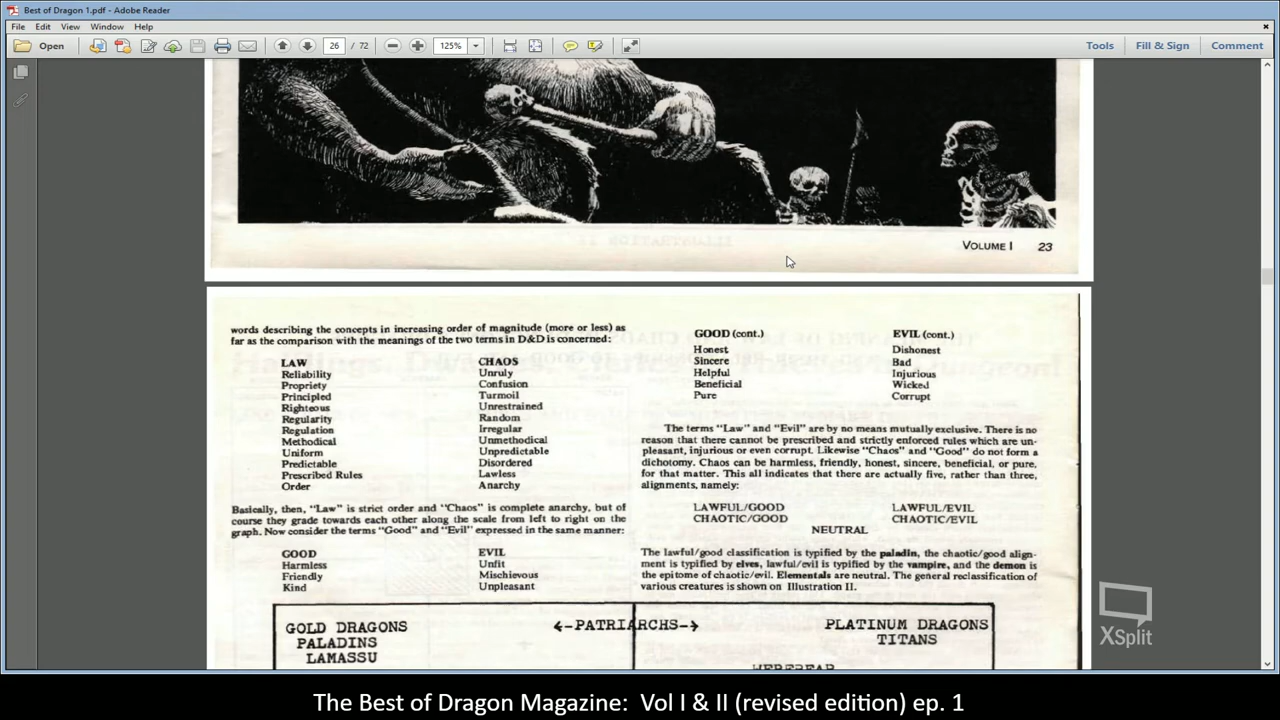 Best of Dragon 1.pdf - Adobe Reader
File Edit View Window Help
Open 26 / 72 125% Tools Fill & Sign Comment
VOLUME I 23
words describing the concepts in increasing order of magnitude (more or less) as
far as the comparison with the meanings of the two terms in D&D is concerned:
LAW CHAOS
Reliability Unruly
Propriety Confusion
Principled Turmoil
Righteous Unrestrained
Regularity Random
Regulation Irregular
Methodical Unmethodical
Uniform Unpredictable
Predictable Disordered
Prescribed Rules Lawless
Order Anarchy
Basically, then, "Law" is strict order and "Chaos" is complete anarchy, but of
course they grade towards each other along the scale from left to right on the
graph. Now consider the terms "Good" and "Evil" expressed in the same manner:
GOOD EVIL
Harmless Unfit
Friendly Mischievous
Kind Unpleasant
GOOD (cont.) EVIL (cont.)
Honest Dishonest
Sincere Bad
Helpful Injurious
Beneficial Wicked
Pure Corrupt
The terms "Law" and "Evil" are by no means mutually exclusive. There is no
reason that there cannot be prescribed and strictly enforced rules which are un-
pleasant, injurious or even corrupt. Likewise "Chaos" and "Good" do not form a
dichotomy. Chaos can be harmless, friendly, honest, sincere, beneficial, or pure,
for that matter. This all indicates that there are actually five, rather than three,
alignments, namely:
LAWFUL/GOOD LAWFUL/EVIL
CHAOTIC/GOOD CHAOTIC/EVIL
NEUTRAL
The lawful/good classification is typified by the paladin, the chaotic/good align-
ment is typified by elves, lawful/evil is typified by the vampire, and the demon is
the epitome of chaotic/evil. Elementals are neutral. The general reclassification of
various creatures is shown on Illustration II.
GOLD DRAGONS <-PATRIARCHS-> PLATINUM DRAGONS
PALADINS TITANS
LAMASSU
WEREBEAR
XSplit
The Best of Dragon Magazine: Vol I & II (revised edition) ep. 1